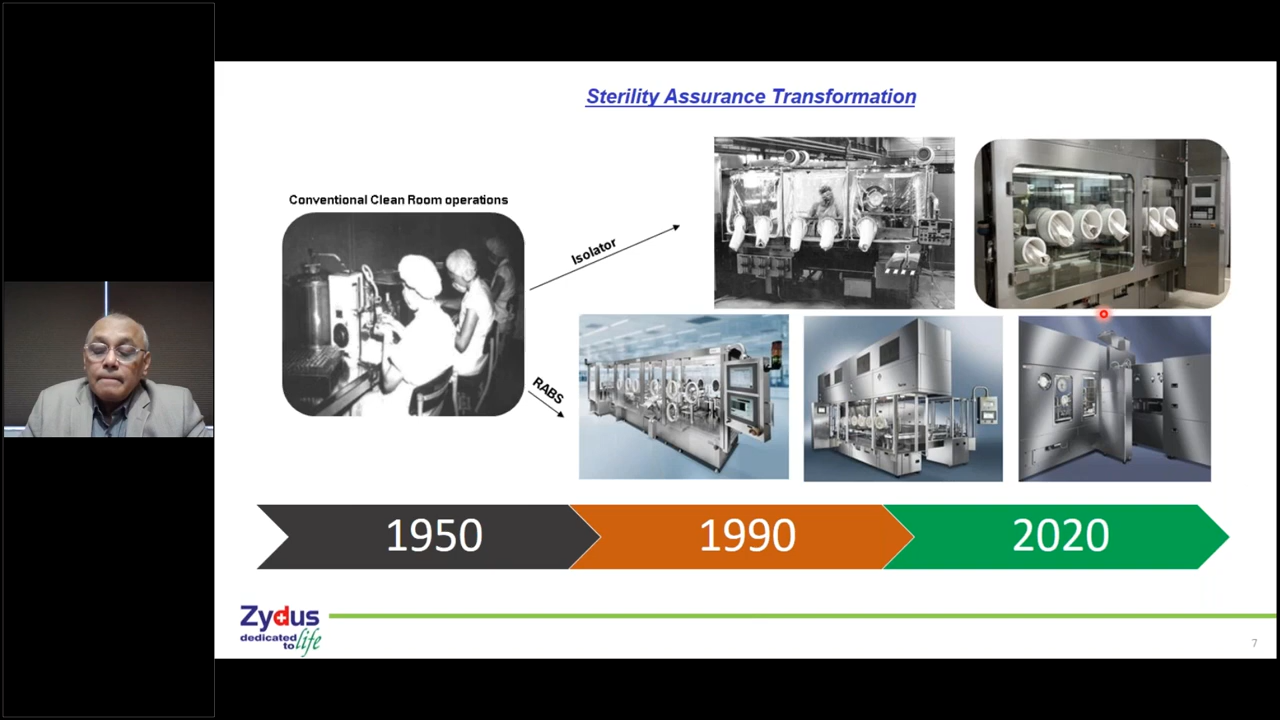 Sterility Assurance Transformation
Conventional Clean Room operations
Isolator
RABS
1950
1990
2020
Zydus
dedicated
to life
7